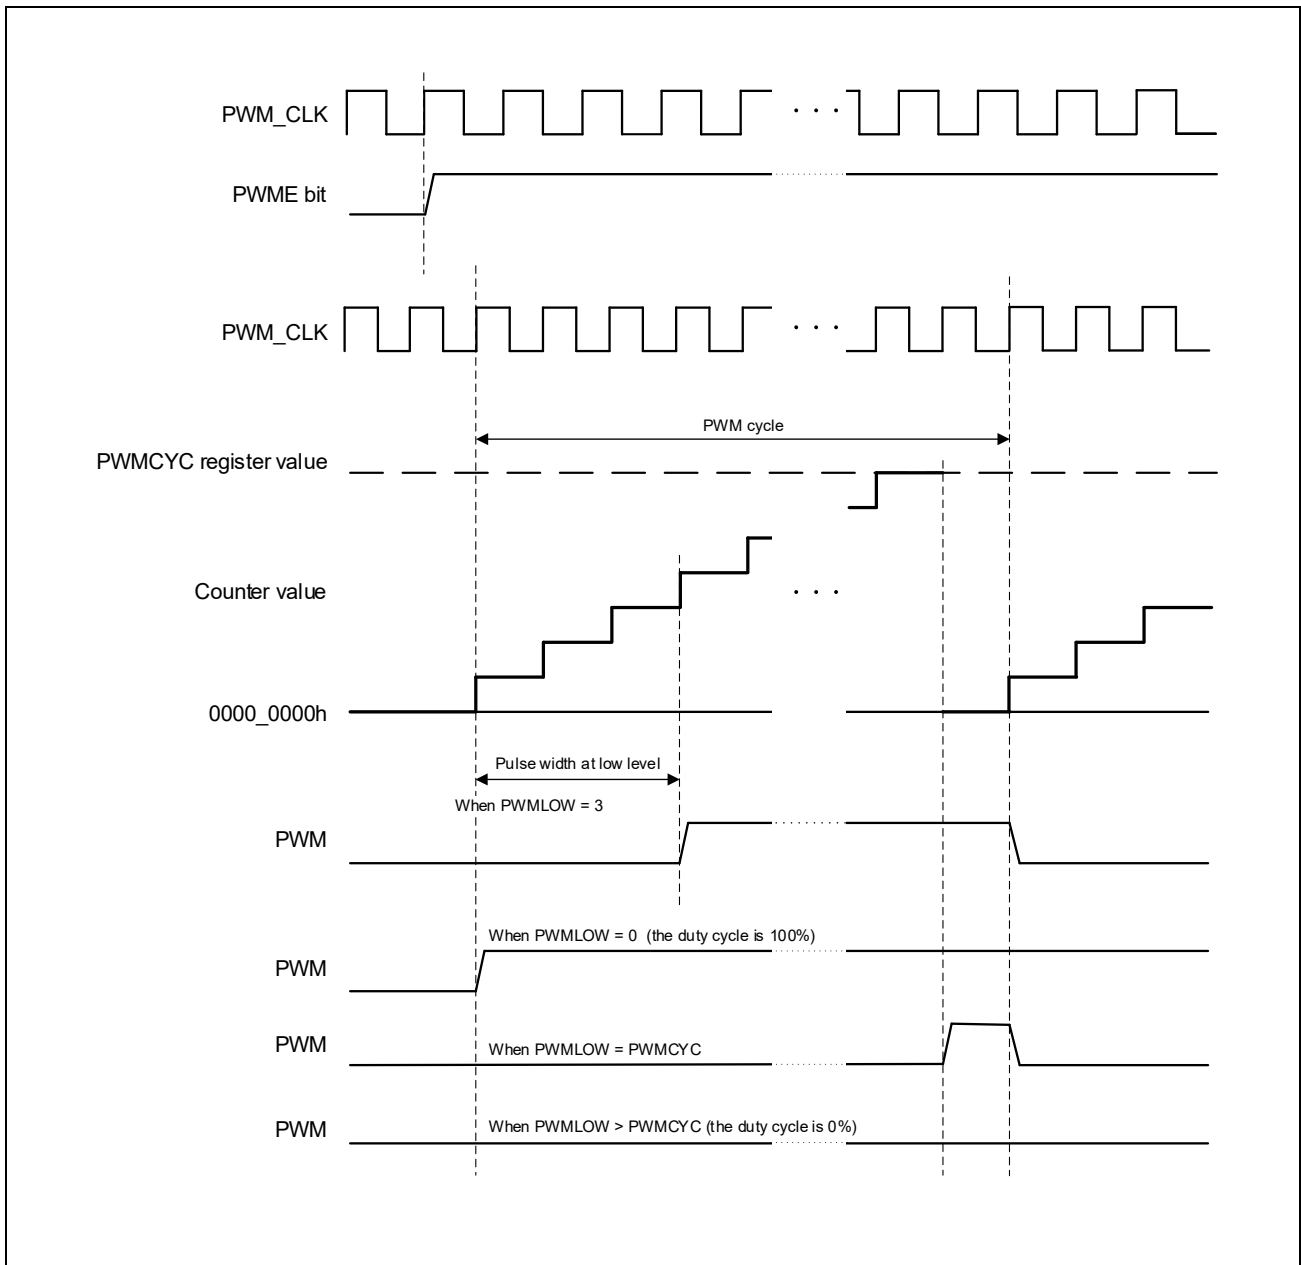 PWM_CLK
. . .
PWME bit
PWM_CLK
. . .
PWM cycle
PWMCYC register value
Counter value
. . .
0000_0000h
Pulse width at low level
When PWMLOW = 3
PWM
When PWMLOW = 0 (the duty cycle is 100%)
PWM
PWM
When PWMLOW = PWMCYC
When PWMLOW > PWMCYC (the duty cycle is 0%)
PWM